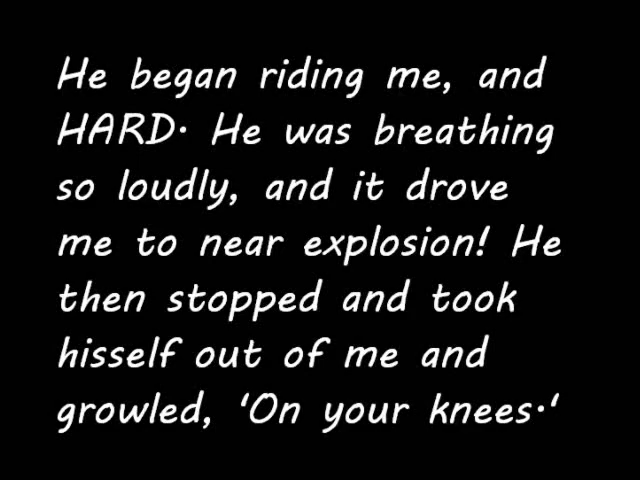 He began riding me, and
HARD. He was breathing
so loudly, and it drove
me to near explosion! He
then stopped and took
hisself out of me and
growled, 'On your knees.'